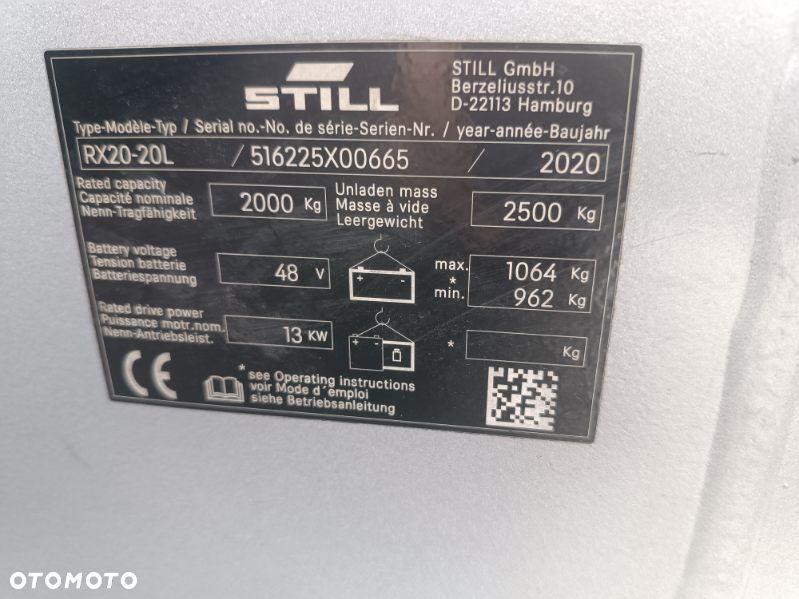 STILL
STILL GmbH
Berzeliusstr.10
D-22113 Hamburg
Type-Modèle-Typ / Serial no.-No. de série-Serien-Nr. / year-année-Baujahr
RX20-20L / 516225X00665 / 2020
Rated capacity
Capacité nominale
Nenn-Tragfähigkeit
2000 Kg
Unladen mass
Masse à vide
Leergewicht
2500 Kg
Battery voltage
Tension batterie
Batteriespannung
48 V
+ -
max. 1064 Kg
*
min. 962 Kg
Rated drive power
Puissance motr.nom.
Nenn-Antriebsleist.
13 KW
+ -
* Kg
CE
* see Operating instructions
voir Mode d´emploi
siehe Betriebsanleitung
OTOMOTO